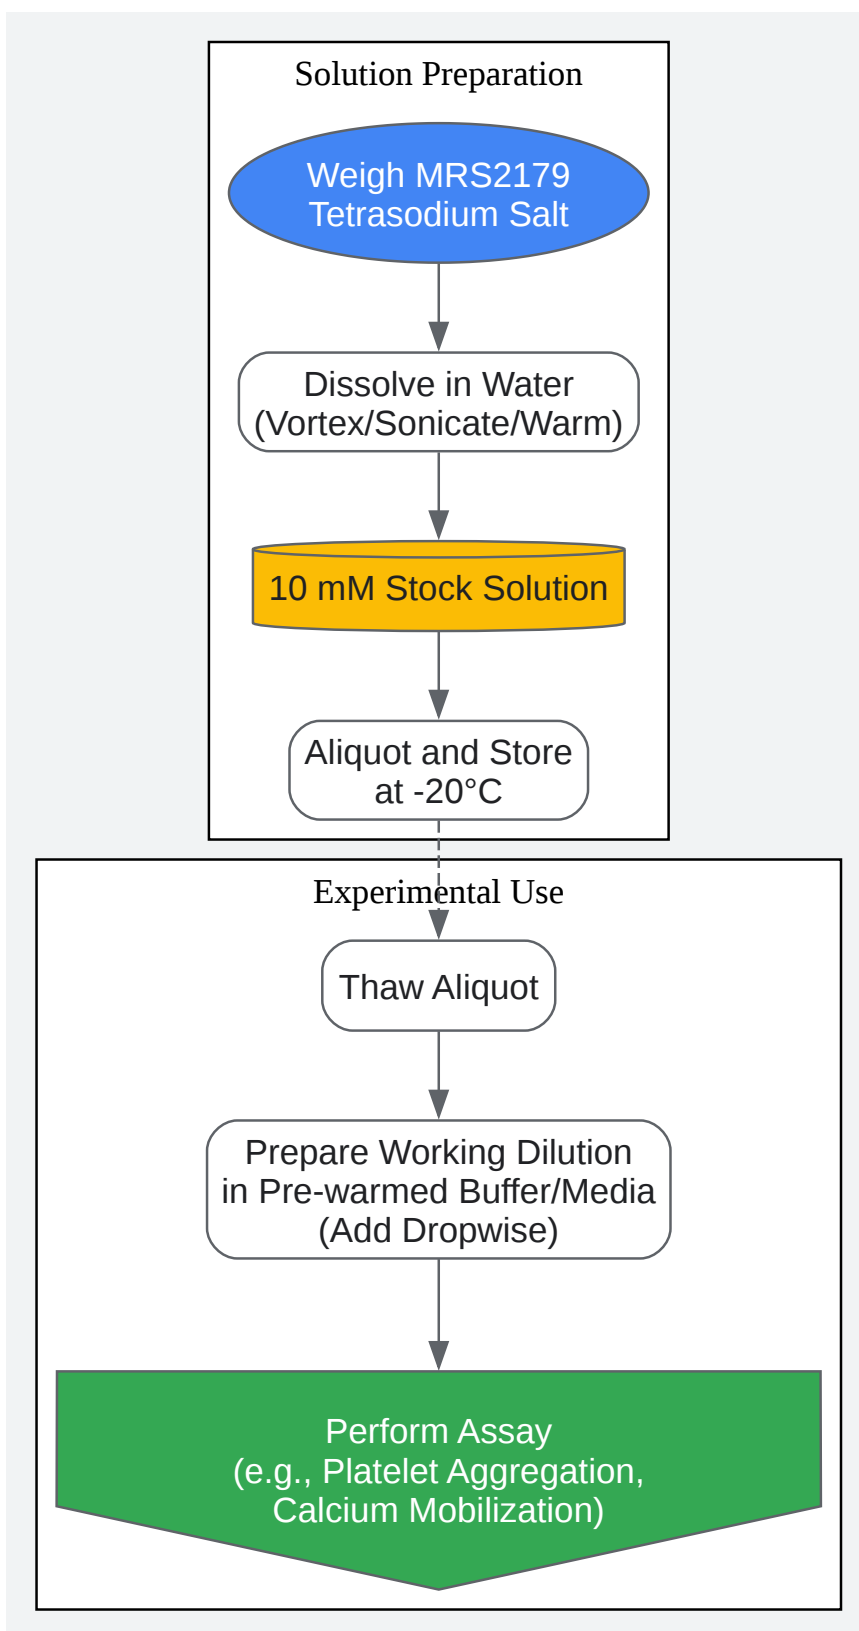 Solution Preparation
Weigh MRS2179
Tetrasodium Salt
Dissolve in Water
(Vortex/Sonicate/Warm)
10 mM Stock Solution
Aliquot and Store
at -20°C
Experimental Use
Thaw Aliquot
Prepare Working Dilution
in Pre-warmed Buffer/Media
(Add Dropwise)
Perform Assay
(e.g., Platelet Aggregation,
Calcium Mobilization)